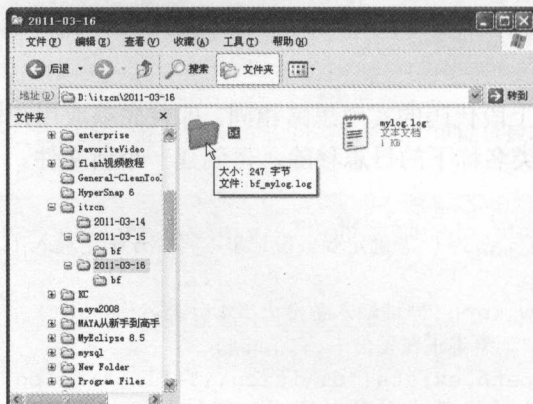 2011-03-16
文件(F) 编辑(E) 查看(V) 收藏(A) 工具(T) 帮助(H)
后退 搜索 文件夹
地址(D) D:\itzcn\2011-03-16 转到
文件夹 ×
enterprise
FavoriteVideo
flash视频教程
General-CleanTool
HyperSnap 6
itzcn
2011-03-14
2011-03-15
bf
2011-03-16
bf
KC
maya2008
MAYA从新手到高手
MyEclipse 8.5
mysql
New Folder
Program Files
bf
大小: 247 字节
文件: bf_mylog.log
mylog.log
文本文档
1 KB